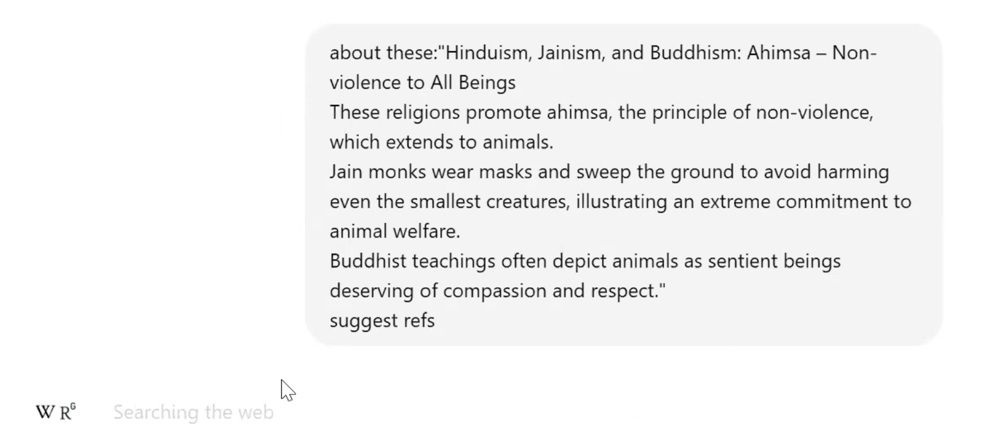 about these:"Hinduism, Jainism, and Buddhism: Ahimsa – Non-
violence to All Beings
These religions promote ahimsa, the principle of non-violence,
which extends to animals.
Jain monks wear masks and sweep the ground to avoid harming
even the smallest creatures, illustrating an extreme commitment to
animal welfare.
Buddhist teachings often depict animals as sentient beings
deserving of compassion and respect."
suggest refs
W RG Searching the web